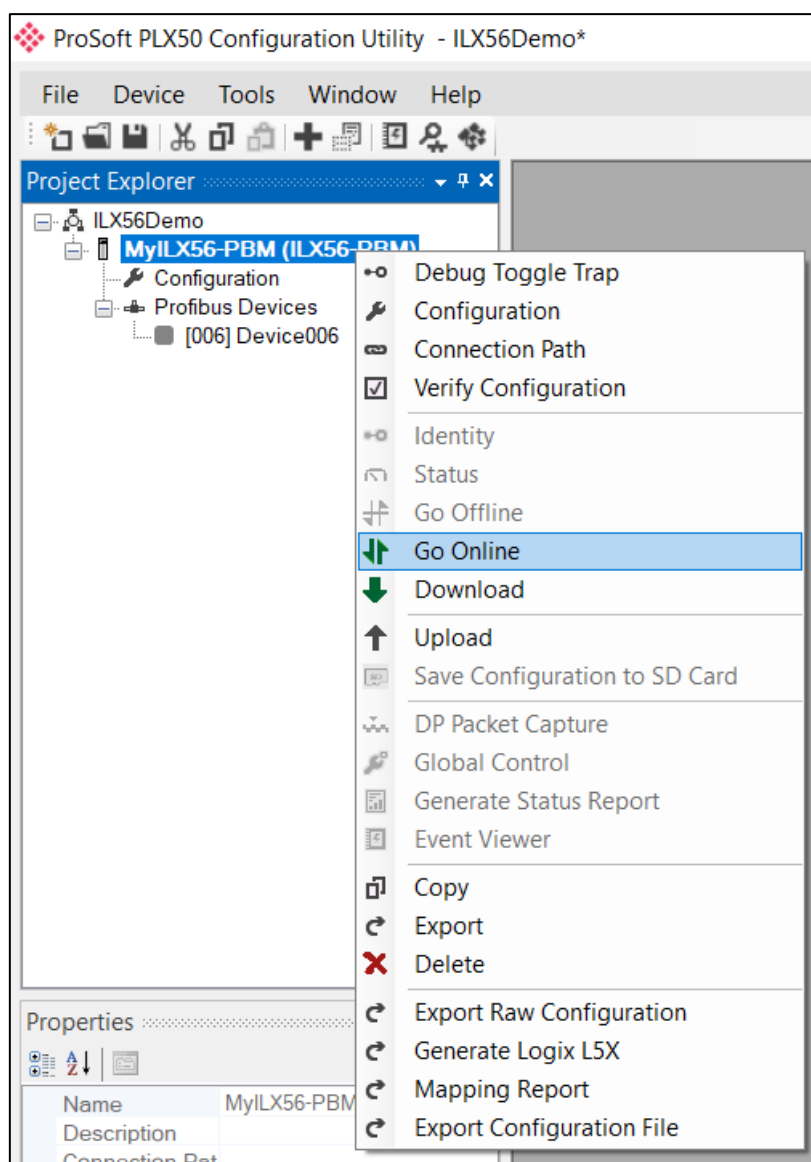 ProSoft PLX50 Configuration Utility - ILX56Demo*
File Device Tools Window Help
Project Explorer
ILX56Demo
MyILX56-PBM (ILX56-PBM)
Configuration
Profibus Devices
[006] Device006
Debug Toggle Trap
Configuration
Connection Path
Verify Configuration
Identity
Status
Go Offline
Go Online
Download
Upload
Save Configuration to SD Card
DP Packet Capture
Global Control
Generate Status Report
Event Viewer
Copy
Export
Delete
Export Raw Configuration
Generate Logix L5X
Mapping Report
Export Configuration File
Properties
Name MyILX56-PBM
Description
Connection Pat